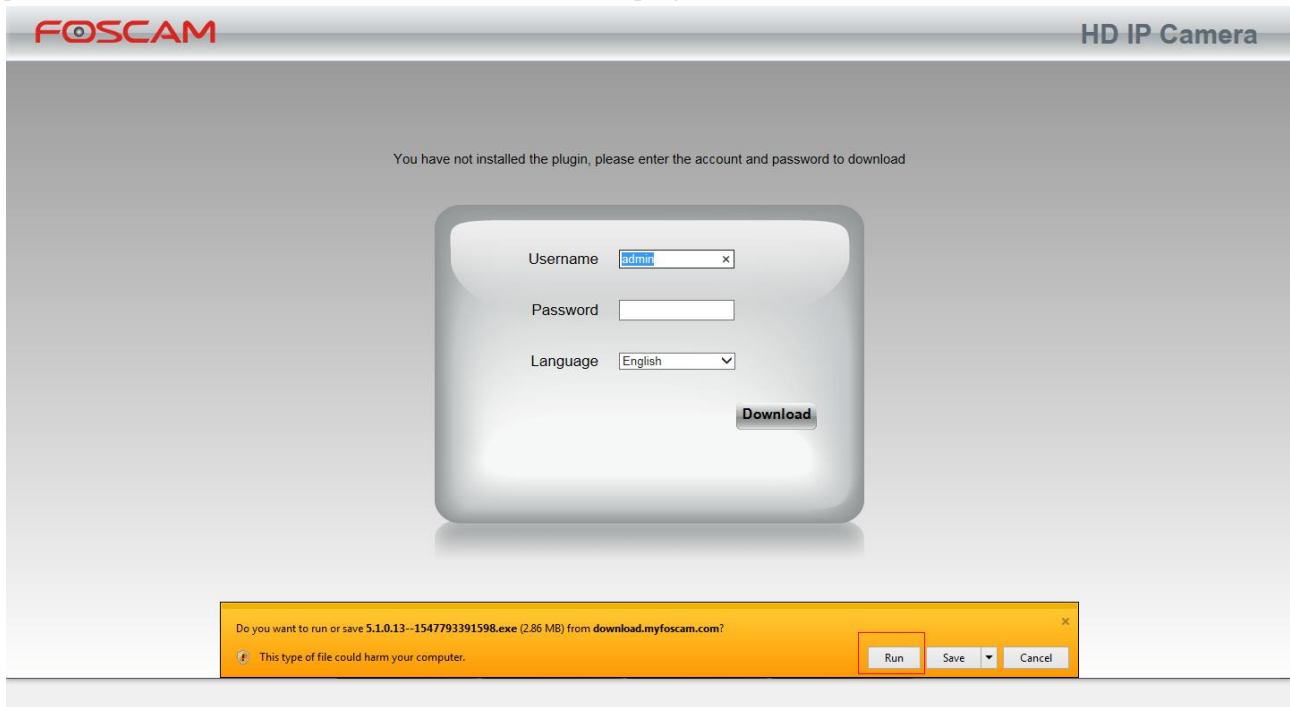 FOSCAM
HD IP Camera
You have not installed the plugin, please enter the account and password to download
Username admin ×
Password
Language English
Download
Do you want to run or save 5.1.0.13--1547793391598.exe (2.86 MB) from download.myfoscam.com? ×
This type of file could harm your computer.
Run Save Cancel